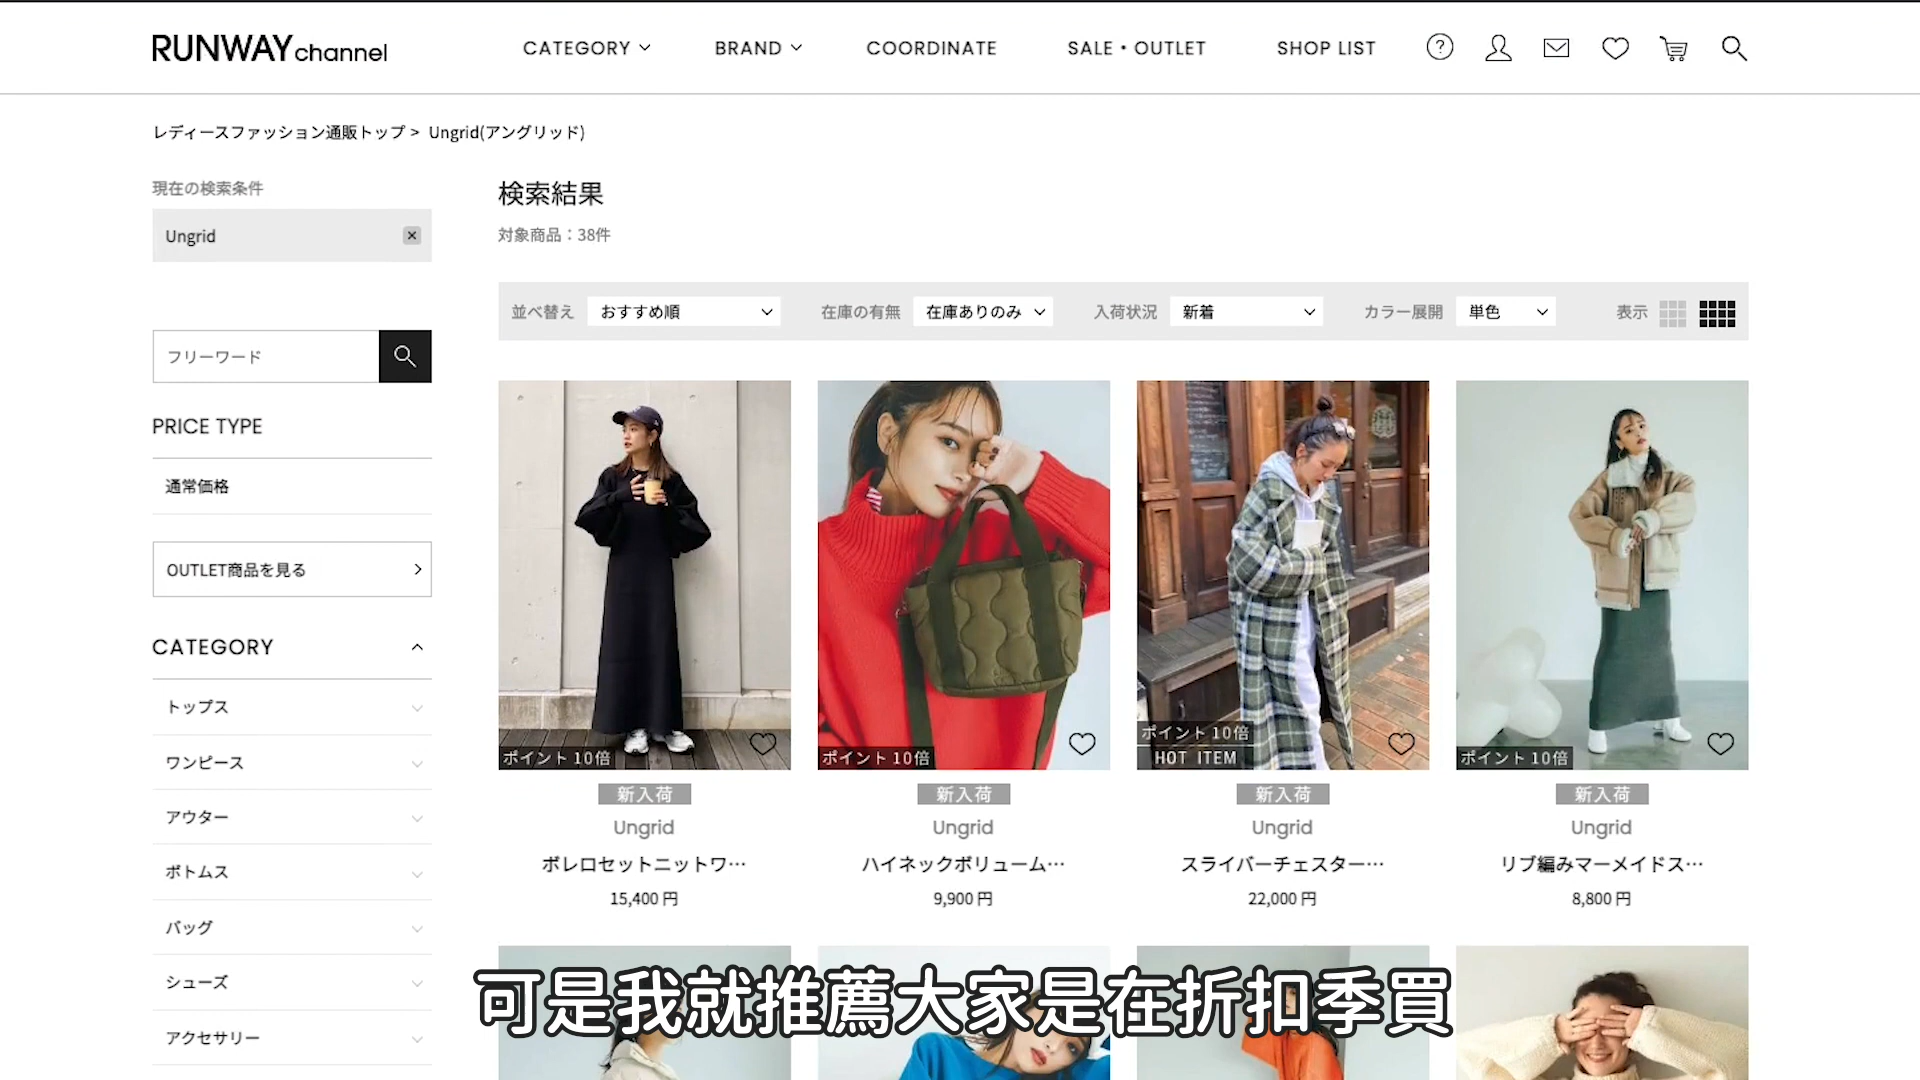 RUNWAY channel
CATEGORY
BRAND
COORDINATE
SALE・OUTLET
SHOP LIST
レディースファッション通販トップ > Ungrid(アングリッド)
現在の検索条件
Ungrid
検索結果
対象商品：38件
並べ替え おすすめ順
在庫の有無 在庫ありのみ
入荷状況 新着
カラー展開 単色
表示
フリーワード
PRICE TYPE
通常価格
OUTLET商品を見る
CATEGORY
トップス
ワンピース
アウター
ボトムス
バッグ
シューズ
アクセサリー
ポイント10倍
新入荷
Ungrid
ボレロセットニットワ…
15,400 円
ポイント10倍
新入荷
Ungrid
ハイネックボリューム…
9,900 円
ポイント10倍
HOT ITEM
新入荷
Ungrid
スライバーチェスター…
22,000 円
ポイント10倍
新入荷
Ungrid
リブ編みマーメイドス…
8,800 円
可是我就推薦大家是在折扣季買